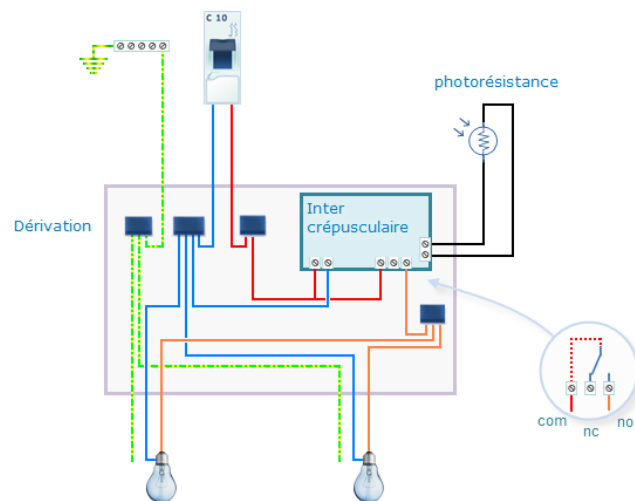 C 10
photorésistance
Dérivation
Inter
crépusculaire
com
nc
no